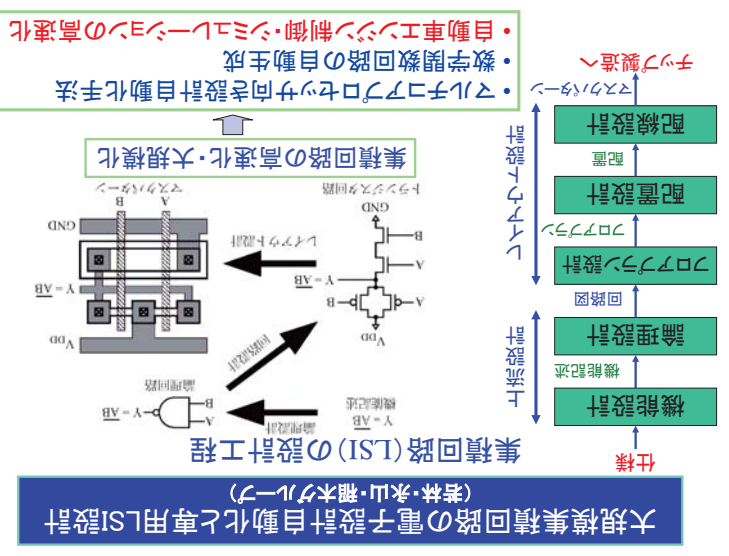 大規模集積回路の電子設計自動化と専用LSI設計
(若林・永山・稲木グループ)
集積回路(LSI)の設計工程
仕様
機能設計
機能記述
論理設計
回路図
フロアプラン設計
フロアプラン
配置設計
配置
配線設計
マスクパターン
チップ製造へ
上流設計
レイアウト設計
Y = AB
機能記述
論理設計
A
B
Y = AB
論理回路
回路設計
VDD
A
B
Y = AB
A
B
GND
トランジスタ回路
レイアウト設計
VDD
Y = AB
GND
A
B
マスクパターン
集積回路の高速化・大規模化
・マルチコアプロセッサ向き設計自動化手法
・数学関数回路の自動生成
・自動車エンジン制御・シミュレーションの高速化